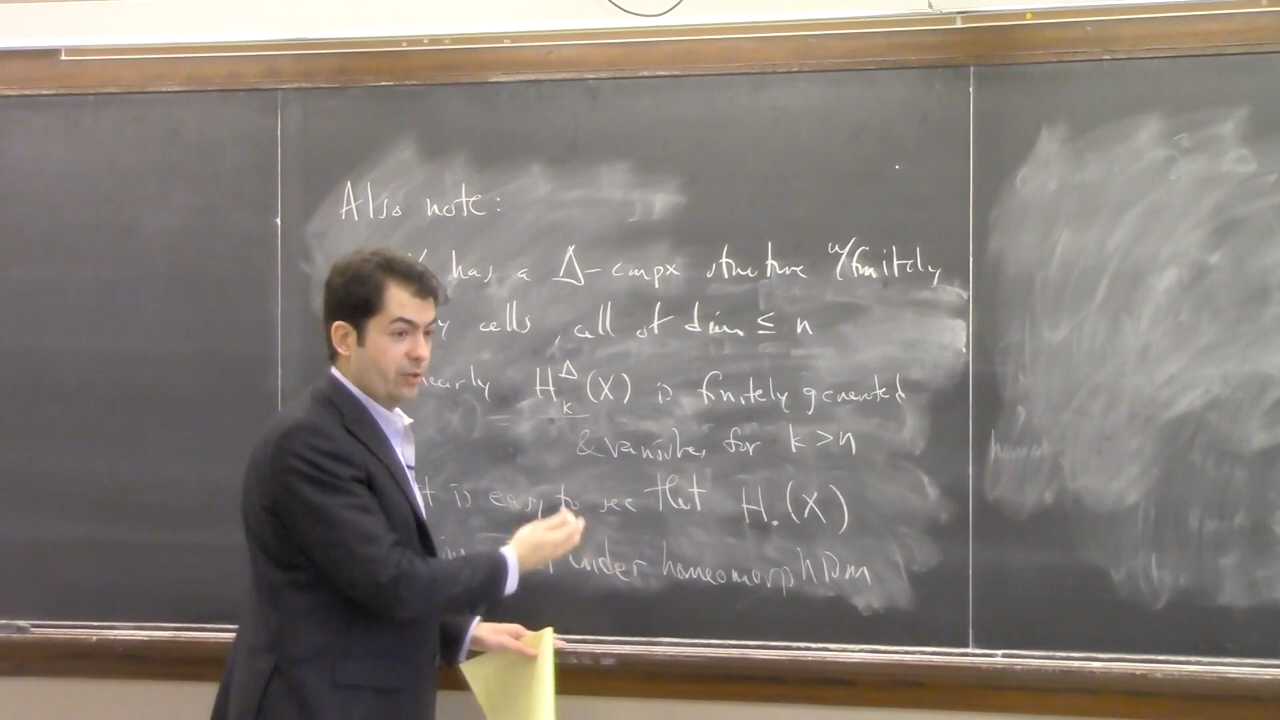 Also note:
has a Δ-cmpx structure w/finitely
cells, all of dim ≤ n
H_k^Δ(X) is finitely generated
& vanishes for k>n
is easy to see that H.(X)
under homeomorphism